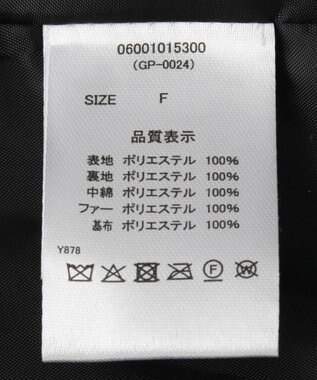 06001015300
(GP-0024)
SIZE F
品質表示
表地 ポリエステル 100%
裏地 ポリエステル 100%
中綿 ポリエステル 100%
ファー ポリエステル 100%
基布 ポリエステル 100%
Y878
F W